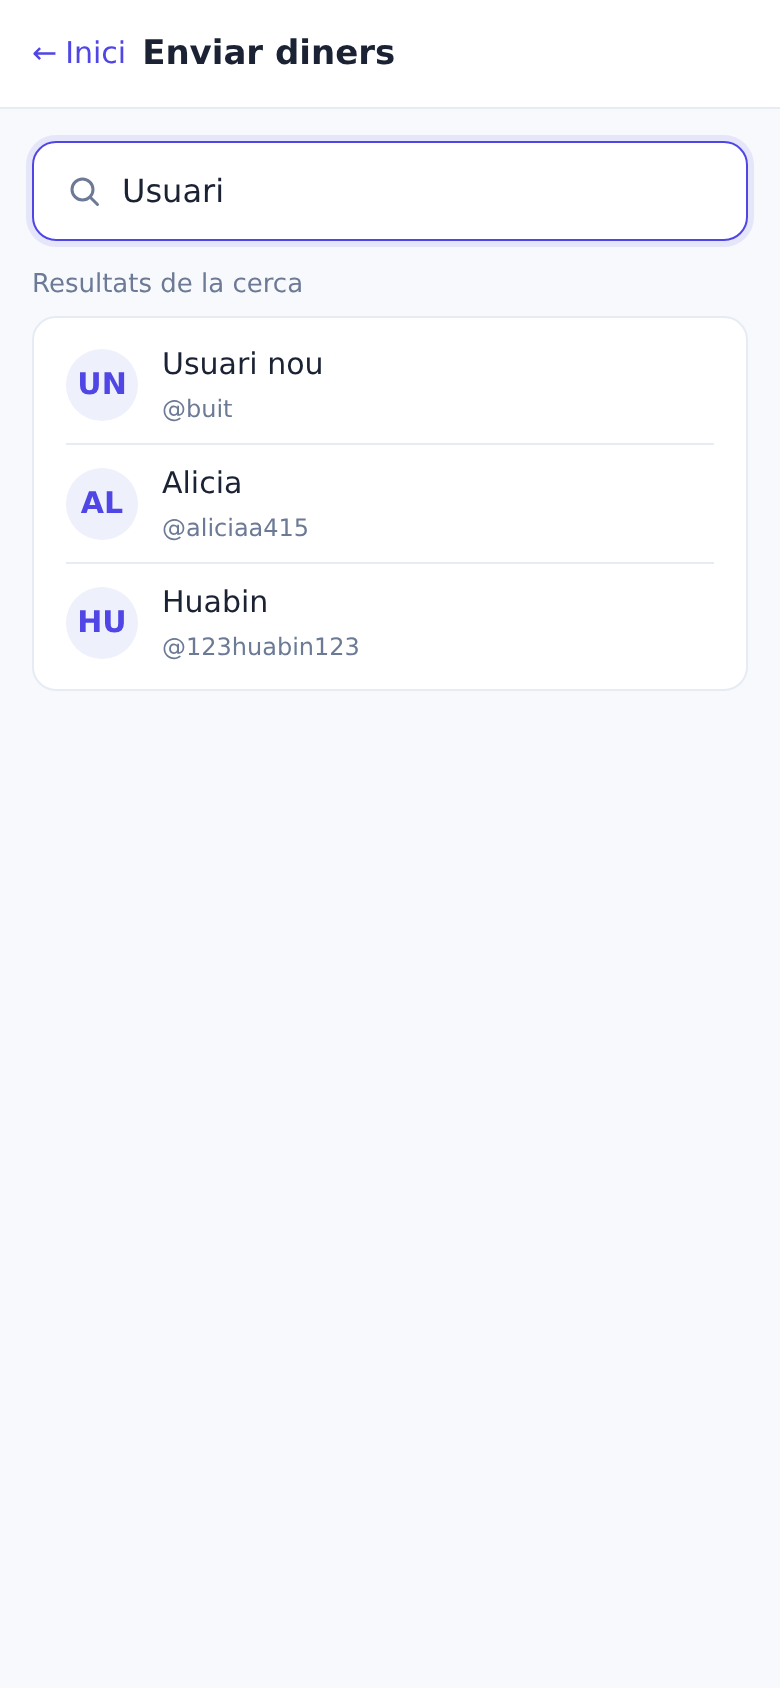 ← Inici Enviar diners
Usuari
Resultats de la cerca
UN
Usuari nou
@buit
AL
Alicia
@aliciaa415
HU
Huabin
@123huabin123